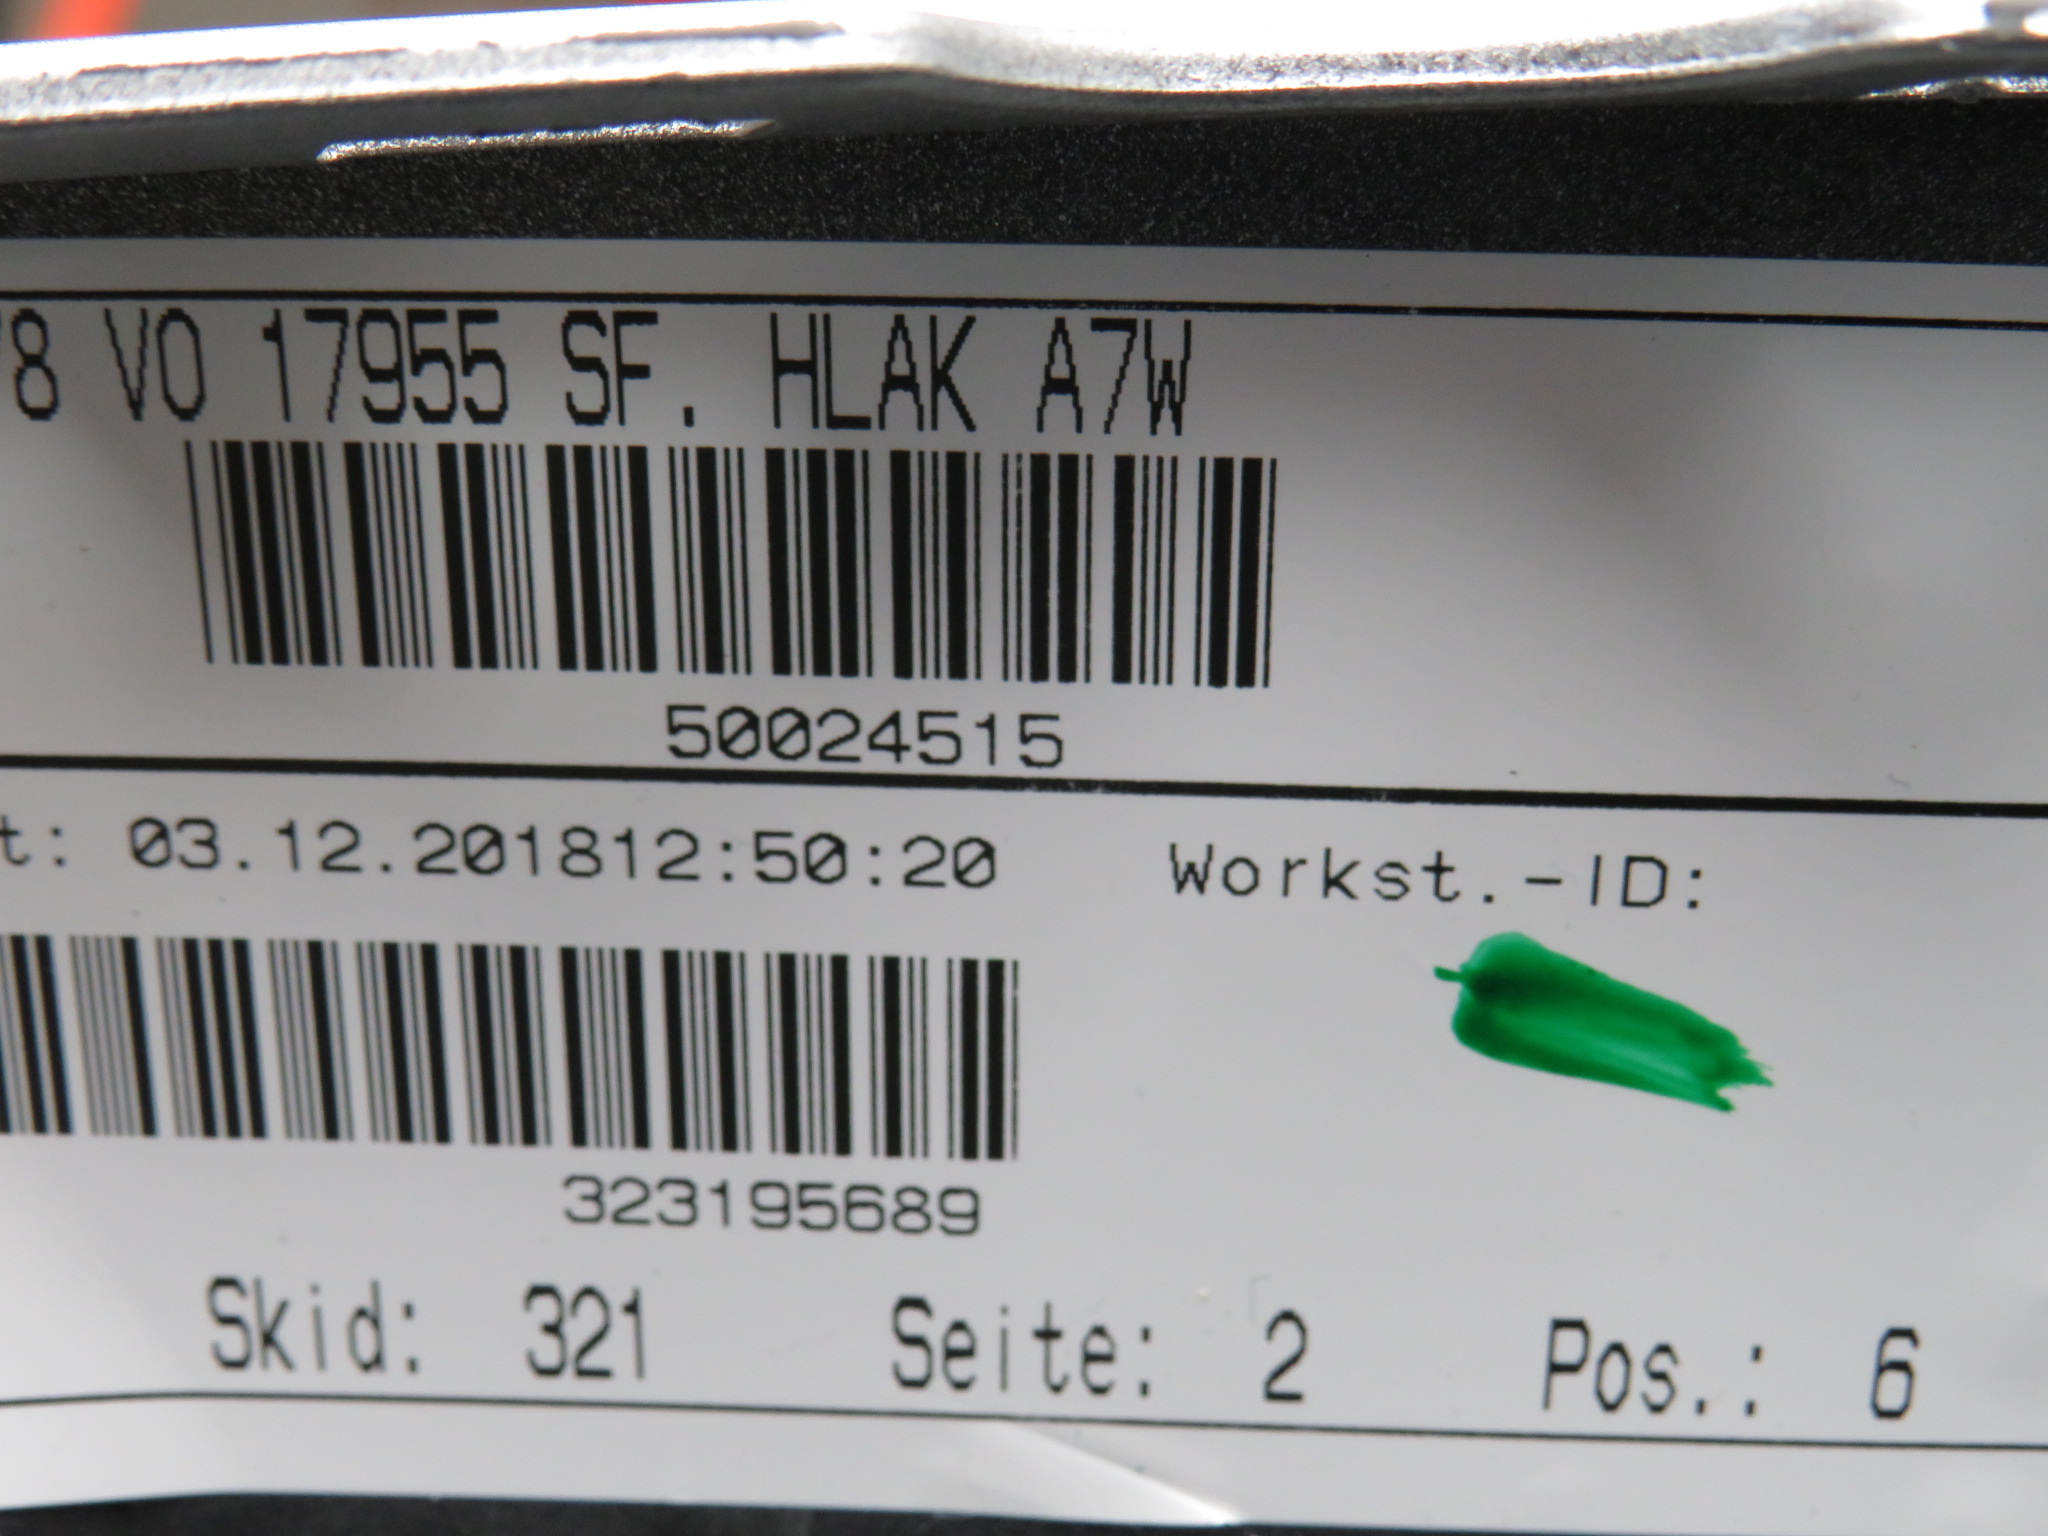 78 VO 17955 SF. HLAK A7W
50024515
t: 03.12.201812:50:20 Workst.-ID:
323195689
Skid: 321 Seite: 2 Pos.: 6